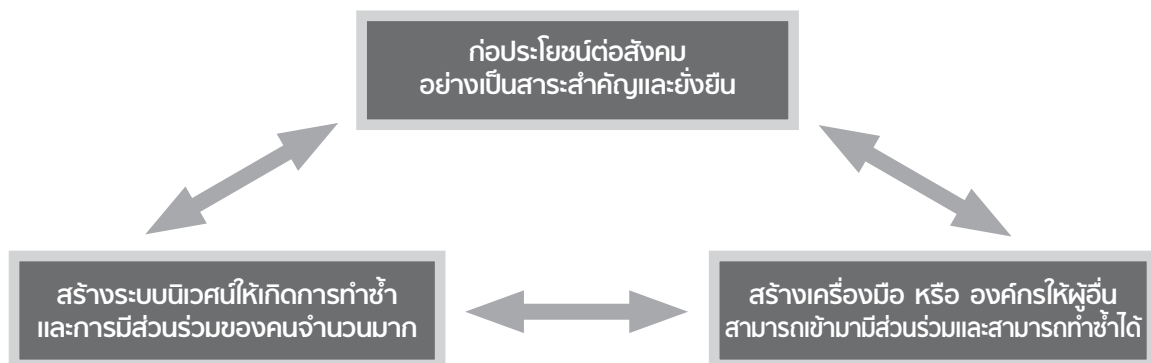 ก่อประโยชน์ต่อสังคม
อย่างเป็นสาระสำคัญและยั่งยืน
สร้างระบบนิเวศน์ให้เกิดการทำซ้ำ
และการมีส่วนร่วมของคนจำนวนมาก
สร้างเครื่องมือ หรือ องค์กรให้ผู้อื่น
สามารถเข้ามามีส่วนร่วมและสามารถทำซ้ำได้